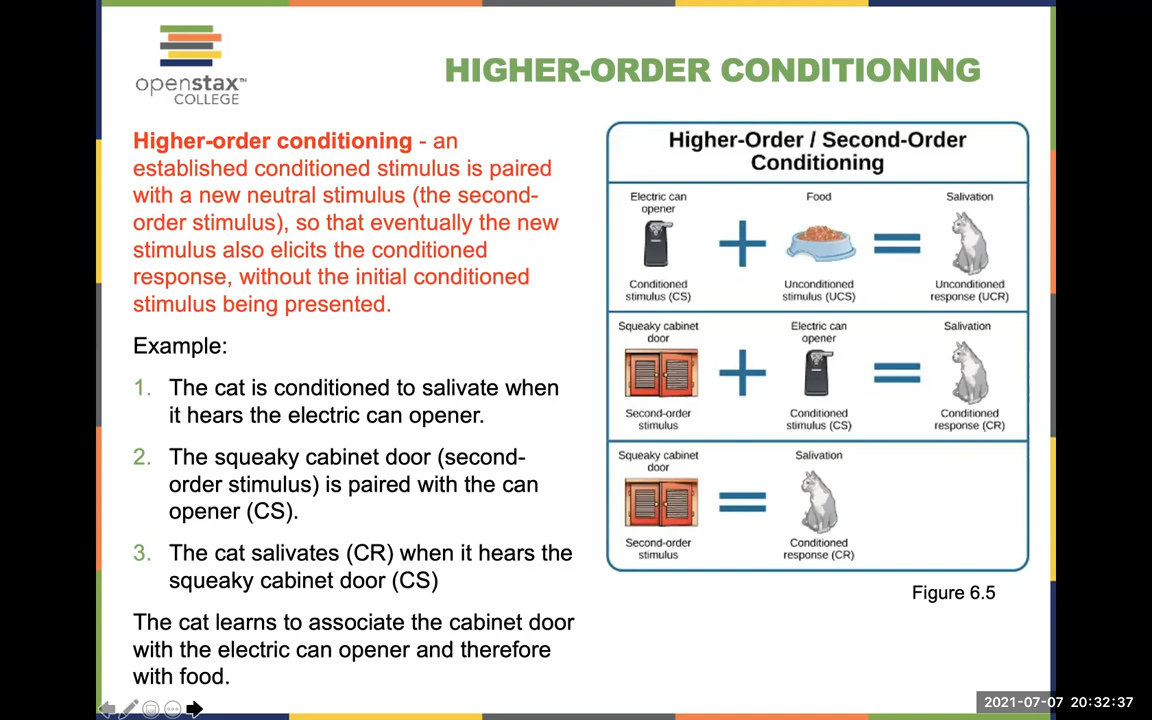 openstax™
COLLEGE
HIGHER-ORDER CONDITIONING
Higher-order conditioning - an
established conditioned stimulus is paired
with a new neutral stimulus (the second-
order stimulus), so that eventually the new
stimulus also elicits the conditioned
response, without the initial conditioned
stimulus being presented.
Example:
1. The cat is conditioned to salivate when
it hears the electric can opener.
2. The squeaky cabinet door (second-
order stimulus) is paired with the can
opener (CS).
3. The cat salivates (CR) when it hears the
squeaky cabinet door (CS)
The cat learns to associate the cabinet door
with the electric can opener and therefore
with food.
Higher-Order / Second-Order
Conditioning
Electric can
opener
+
Food
=
Salivation
Conditioned
stimulus (CS)
Unconditioned
stimulus (UCS)
Unconditioned
response (UCR)
Squeaky cabinet
door
+
Electric can
opener
=
Salivation
Second-order
stimulus
Conditioned
stimulus (CS)
Conditioned
response (CR)
Squeaky cabinet
door
=
Salivation
Second-order
stimulus
Conditioned
response (CR)
Figure 6.5
2021-07-07 20:32:37